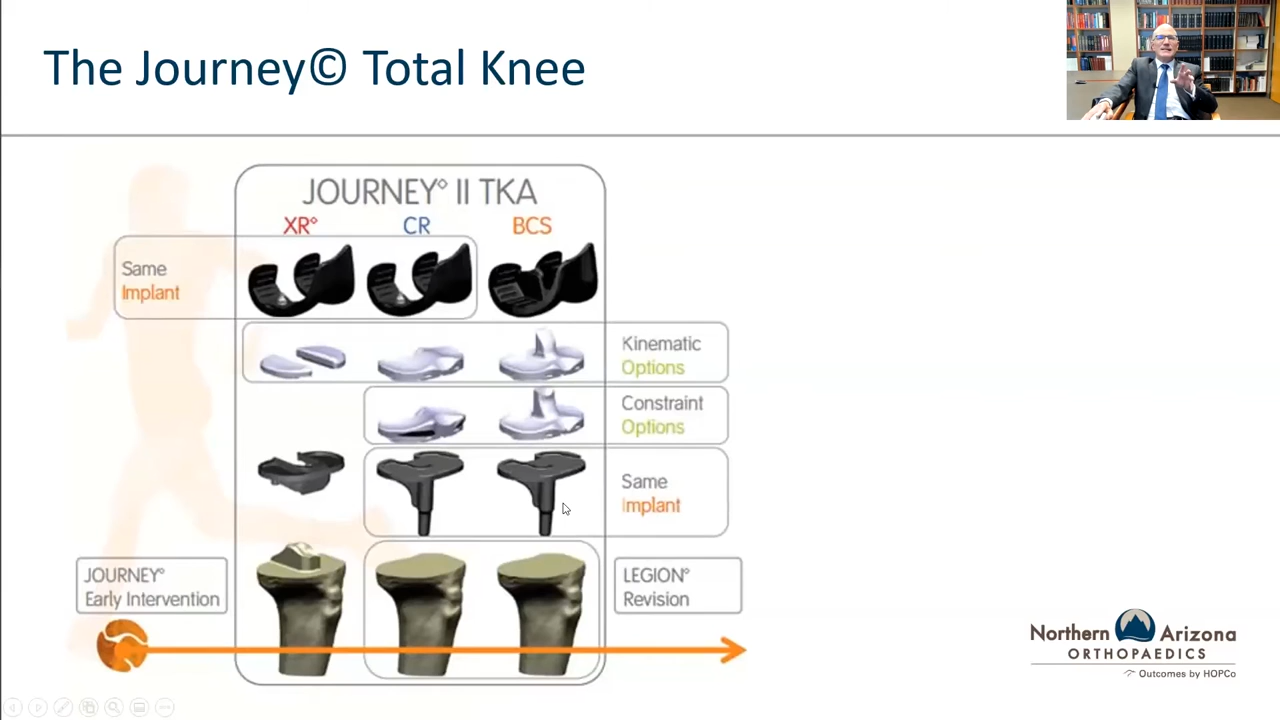 The Journey© Total Knee
JOURNEY° II TKA
XR° CR BCS
Same
Implant
Kinematic
Options
Constraint
Options
Same
Implant
JOURNEY°
Early Intervention
LEGION°
Revision
Northern Arizona
ORTHOPAEDICS
Outcomes by HOPCo